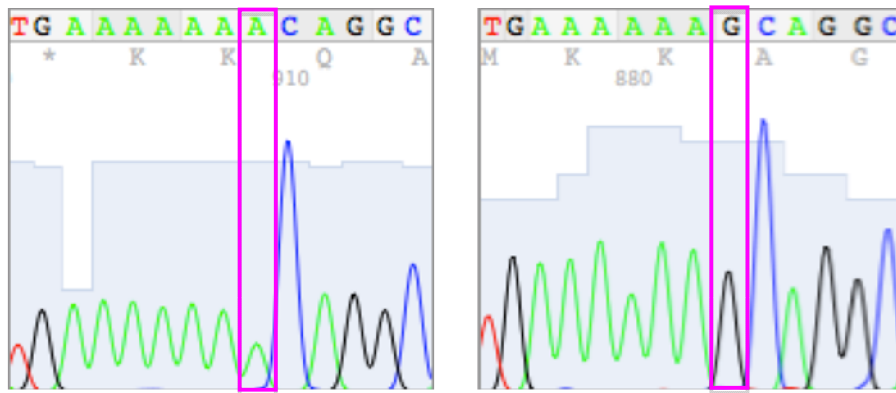 TGAAAAAAACAGGC
* K K Q A
910
TGAAAAAAGCAGGC
M K K A G
880